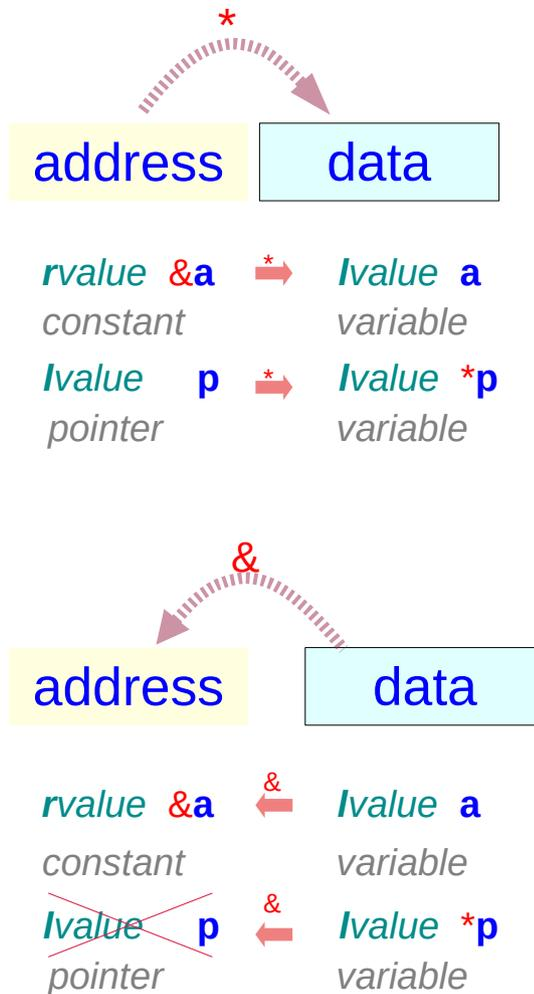 *
address data
rvalue &a * lvalue a
constant variable
lvalue p * lvalue *p
pointer variable
&
address data
rvalue &a & lvalue a
constant variable
lvalue p & lvalue *p
pointer variable